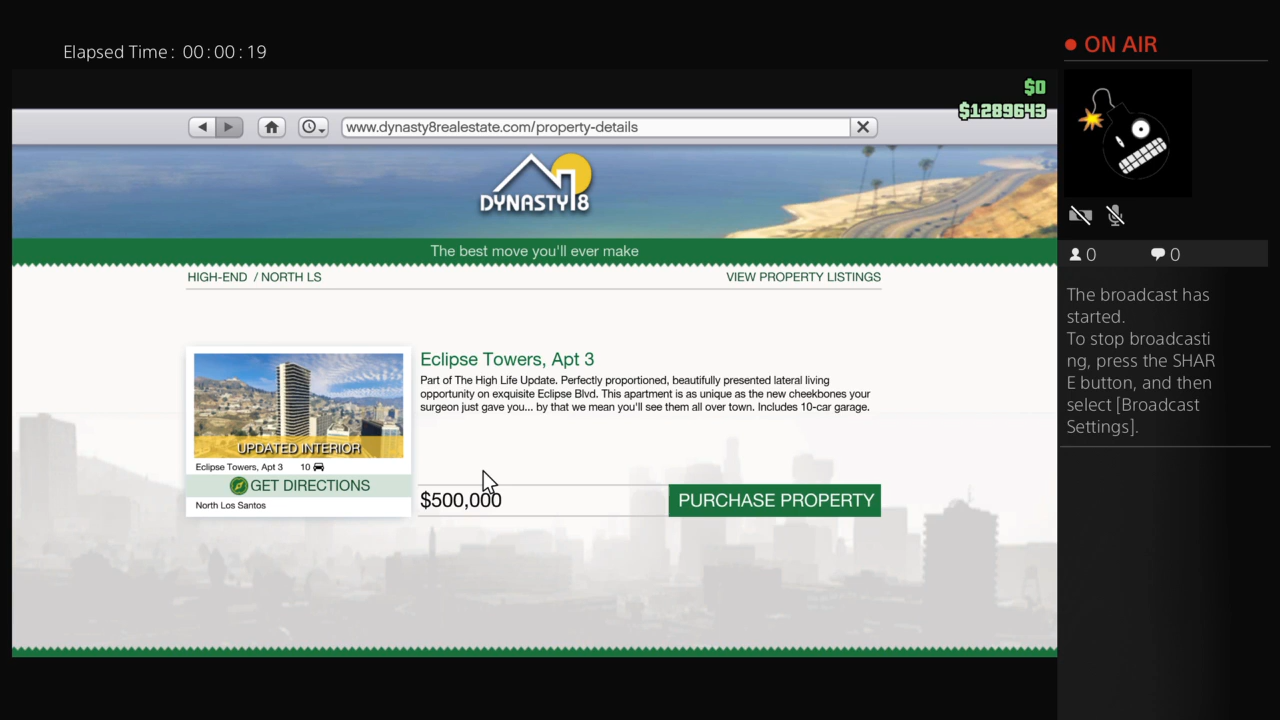 Elapsed Time: 00:00:19
ON AIR
$0
$1289643
www.dynasty8realestate.com/property-details
DYNASTY8
The best move you'll ever make
HIGH-END / NORTH LS
VIEW PROPERTY LISTINGS
0
0
The broadcast has
started.
To stop broadcasti
ng, press the SHAR
E button, and then
select [Broadcast
Settings].
Eclipse Towers, Apt 3
Part of The High Life Update. Perfectly proportioned, beautifully presented lateral living
opportunity on exquisite Eclipse Blvd. This apartment is as unique as the new cheekbones your
surgeon just gave you... by that we mean you'll see them all over town. Includes 10-car garage.
UPDATED INTERIOR
Eclipse Towers, Apt 3 10
GET DIRECTIONS
North Los Santos
$500,000
PURCHASE PROPERTY